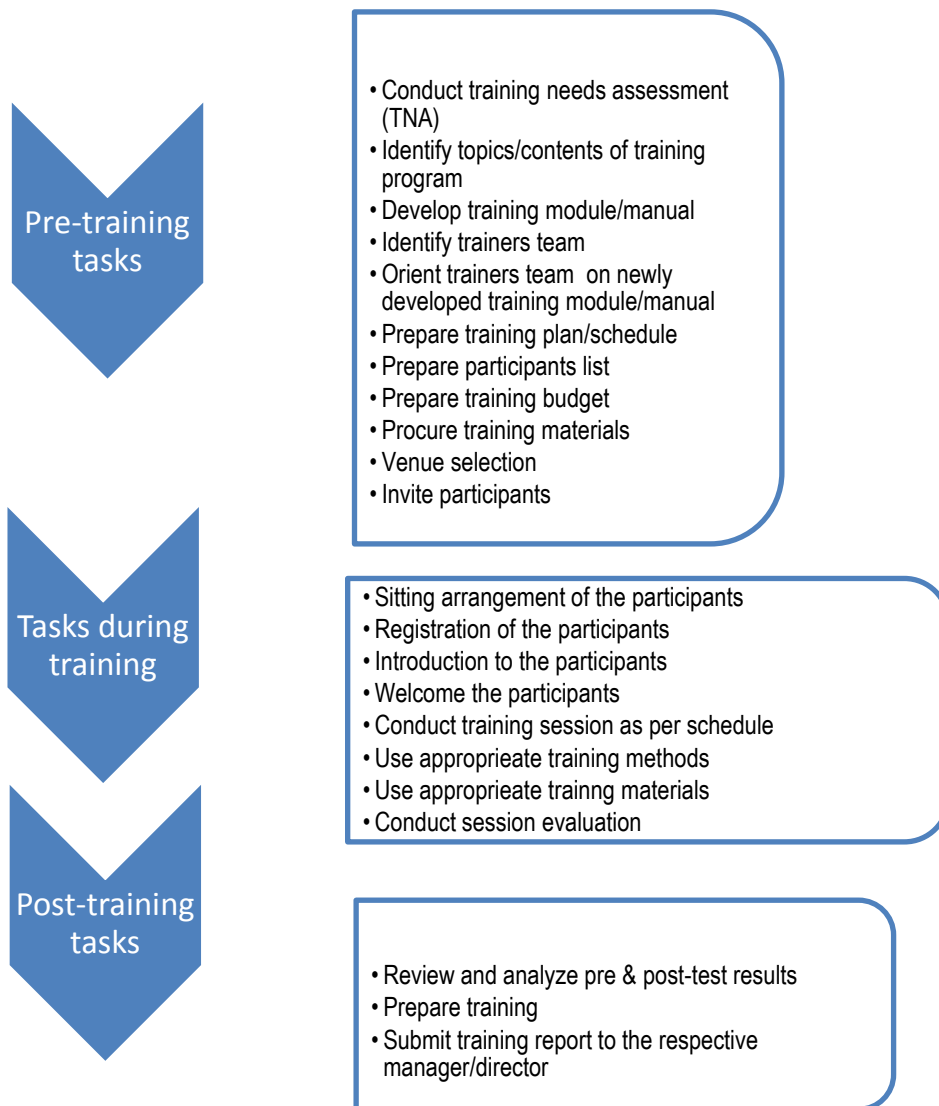 Pre-training
tasks
• Conduct training needs assessment
(TNA)
• Identify topics/contents of training
program
• Develop training module/manual
• Identify trainers team
• Orient trainers team on newly
developed training module/manual
• Prepare training plan/schedule
• Prepare participants list
• Prepare training budget
• Procure training materials
• Venue selection
• Invite participants
Tasks during
training
• Sitting arrangement of the participants
• Registration of the participants
• Introduction to the participants
• Welcome the participants
• Conduct training session as per schedule
• Use approprieate training methods
• Use approprieate trainng materials
• Conduct session evaluation
Post-training
tasks
• Review and analyze pre & post-test results
• Prepare training
• Submit training report to the respective
manager/director